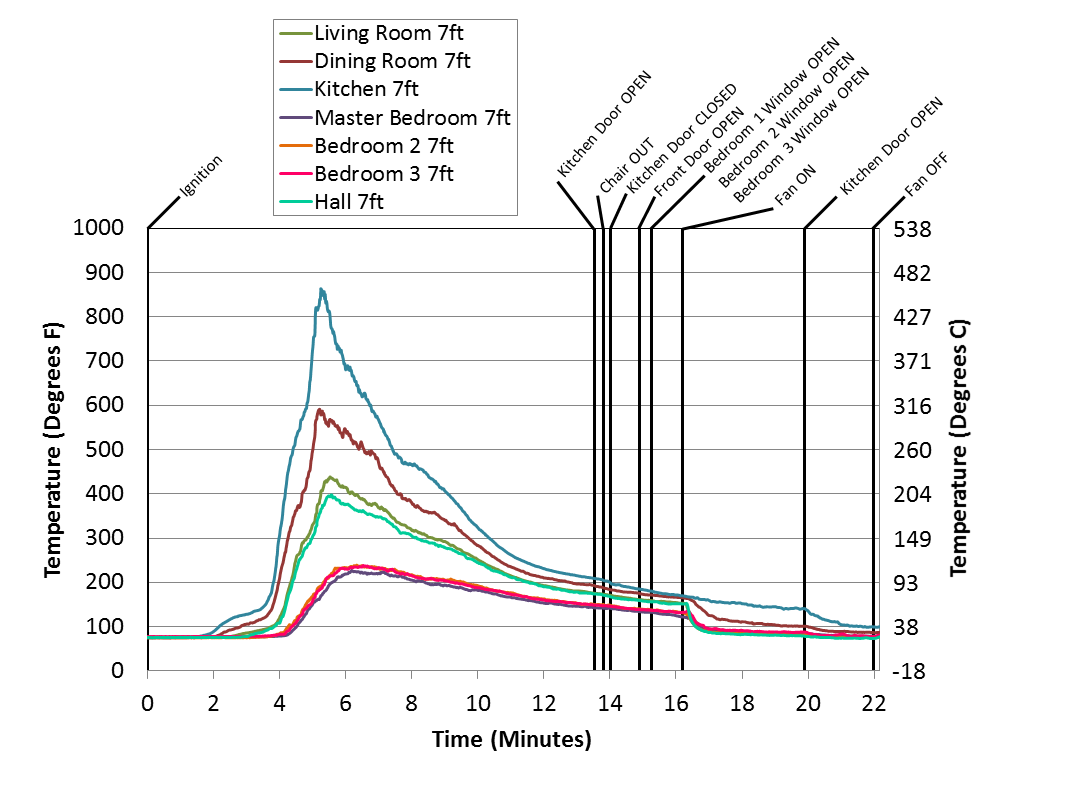 Living Room 7ft
Dining Room 7ft
Kitchen 7ft
Master Bedroom 7ft
Bedroom 2 7ft
Bedroom 3 7ft
Hall 7ft
Ignition
Kitchen Door OPEN
Chair OUT
Kitchen Door CLOSED
Front Door OPEN
Bedroom 1 Window OPEN
Bedroom 2 Window OPEN
Bedroom 3 Window OPEN
Fan ON
Kitchen Door OPEN
Fan OFF
Temperature (Degrees F)
1000
900
800
700
600
500
400
300
200
100
0
538
482
427
371
316
260
204
149
93
38
-18
Temperature (Degrees C)
0 2 4 6 8 10 12 14 16 18 20 22
Time (Minutes)